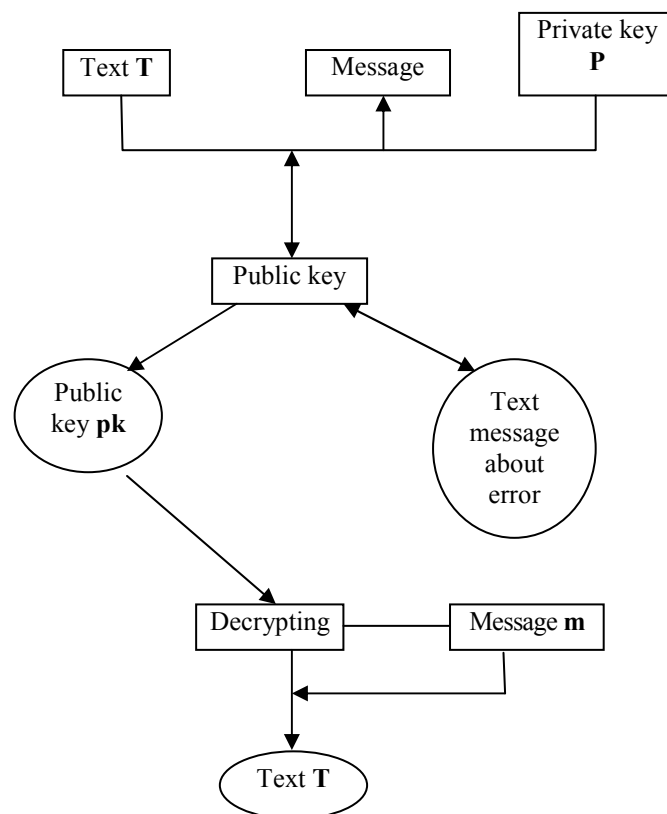 Text T
Message
Private key
P
Public key
Public
key pk
Text
message
about
error
Decrypting
Message m
Text T